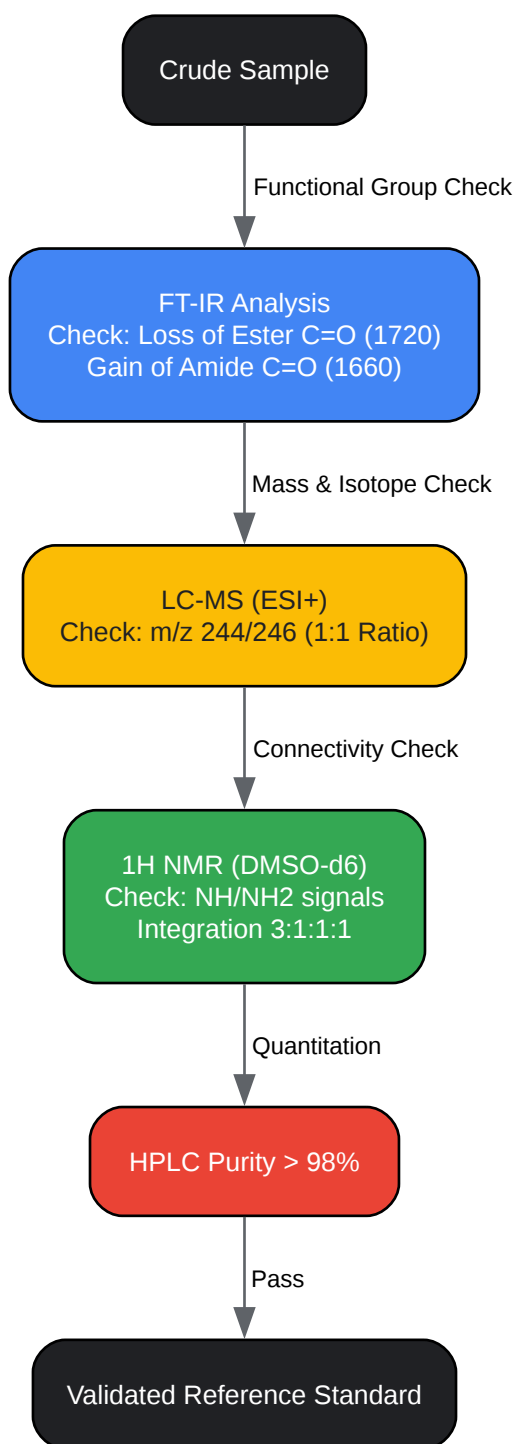 Crude Sample
Functional Group Check
FT-IR Analysis
Check: Loss of Ester C=O (1720)
Gain of Amide C=O (1660)
Mass & Isotope Check
LC-MS (ESI+)
Check: m/z 244/246 (1:1 Ratio)
Connectivity Check
1H NMR (DMSO-d6)
Check: NH/NH2 signals
Integration 3:1:1:1
Quantitation
HPLC Purity > 98%
Pass
Validated Reference Standard